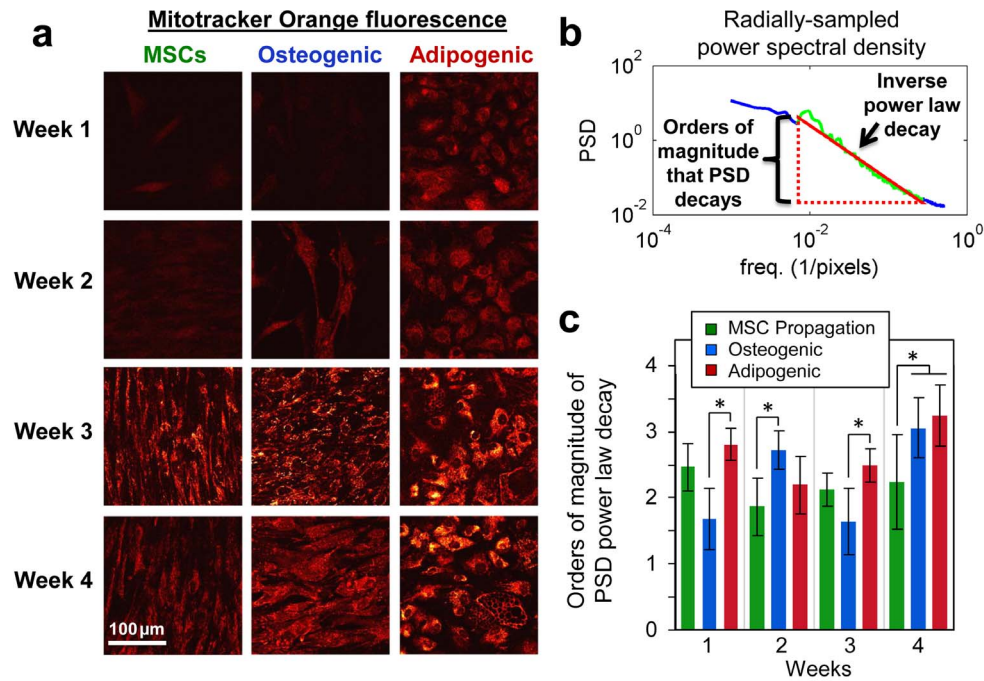 a
Mitotracker Orange fluorescence
MSCs Osteogenic Adipogenic
Week 1
Week 2
Week 3
Week 4
100 µm
b
Radially-sampled
power spectral density
10^2
10^0
10^-2
PSD
Orders of
magnitude
that PSD
decays
Inverse
power law
decay
10^-4 10^-2 10^0
freq. (1/pixels)
c
MSC Propagation
Osteogenic
Adipogenic
Orders of magnitude of
PSD power law decay
4
3
2
1
0
* * * *
1 2 3 4
Weeks